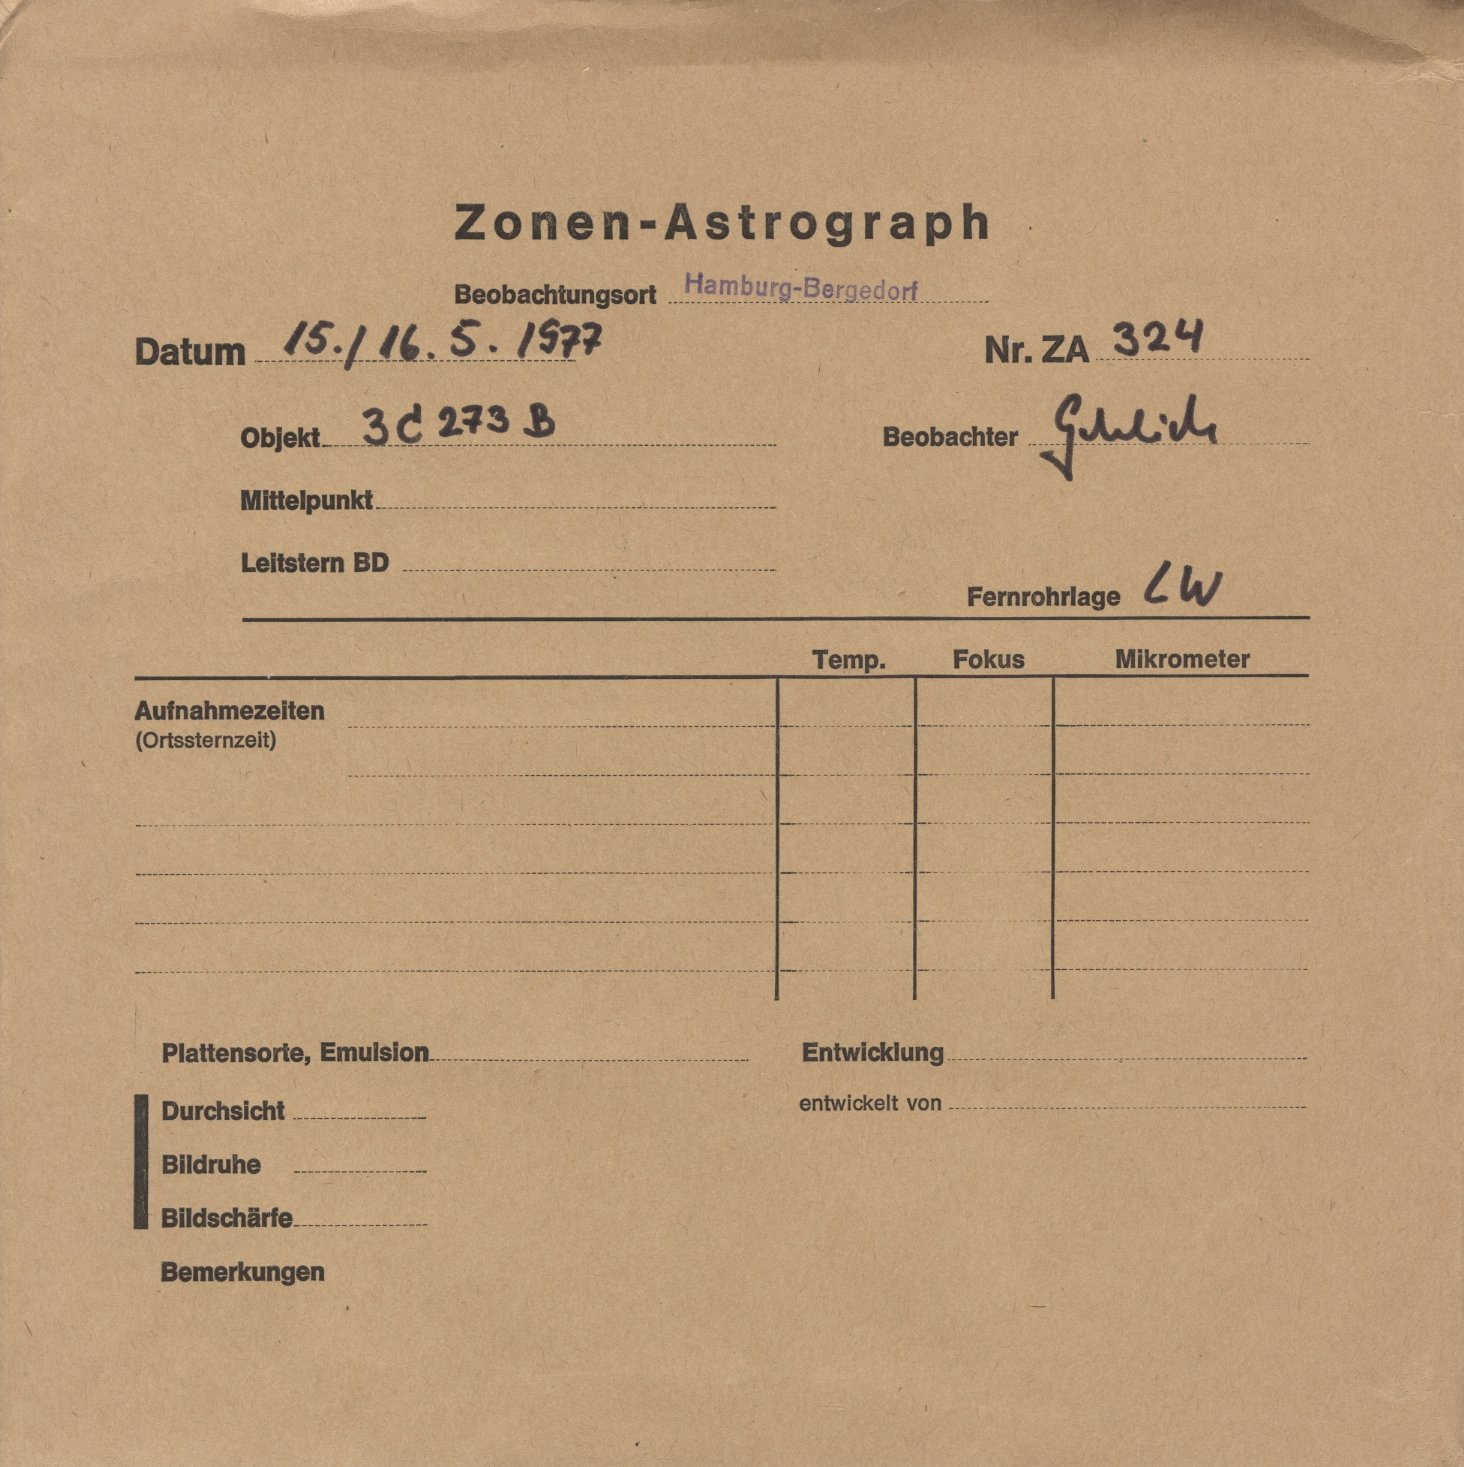 Zonen-Astrograph
Beobachtungsort Hamburg-Bergedorf
Datum 15./16.5.1977 Nr. ZA 324
Objekt 3C 273 B Beobachter
Mittelpunkt
Leitstern BD
Fernrohrlage LW
Temp. Fokus Mikrometer
Aufnahmezeiten
(Ortssternzeit)
Plattensorte, Emulsion Entwicklung
Durchsicht entwickelt von
Bildruhe
Bildschärfe
Bemerkungen